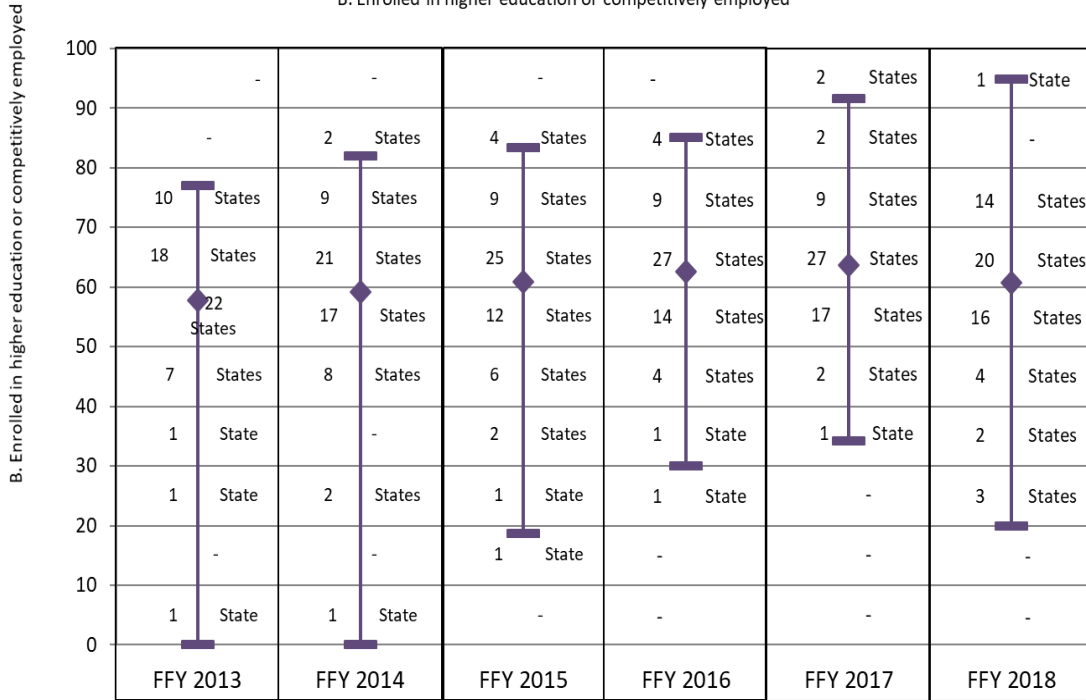 B. Enrolled in higher education or competitively employed
B. Enrolled in higher education or competitively employed
100
90
80
70
60
50
40
30
20
10
0
-
-
10 States
18 States
22
States
7 States
1 State
1 State
-
1 State
FFY 2013
-
2 States
9 States
21 States
17 States
8 States
-
2 States
-
1 State
FFY 2014
-
4 States
9 States
25 States
12 States
6 States
2 States
1 State
1 State
-
FFY 2015
-
4 States
9 States
27 States
14 States
4 States
1 State
1 State
-
-
FFY 2016
2 States
2 States
9 States
27 States
17 States
2 States
1 State
-
-
-
FFY 2017
1 State
-
14 States
20 States
16 States
4 States
2 States
3 States
-
-
FFY 2018